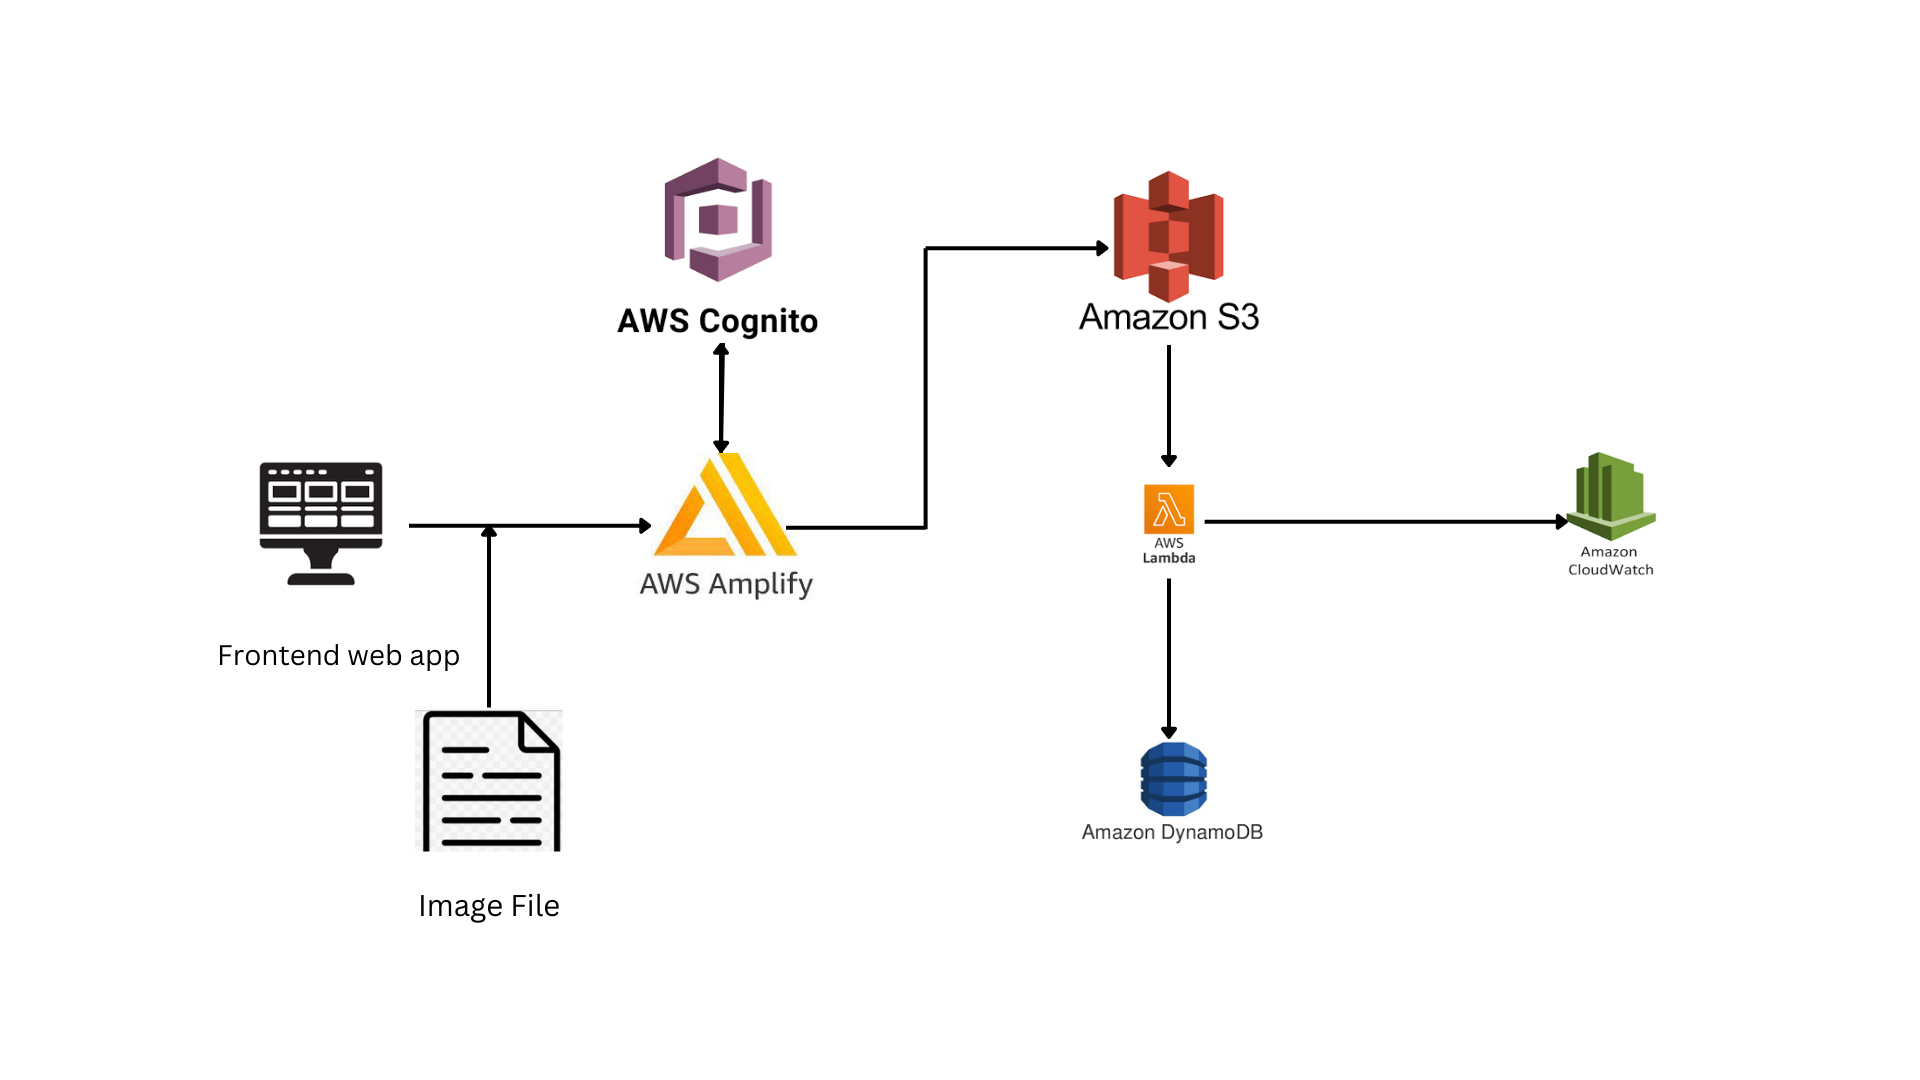 AWS Cognito
Amazon S3
AWS Amplify
AWS
Lambda
Amazon
CloudWatch
Frontend web app
Amazon DynamoDB
Image File